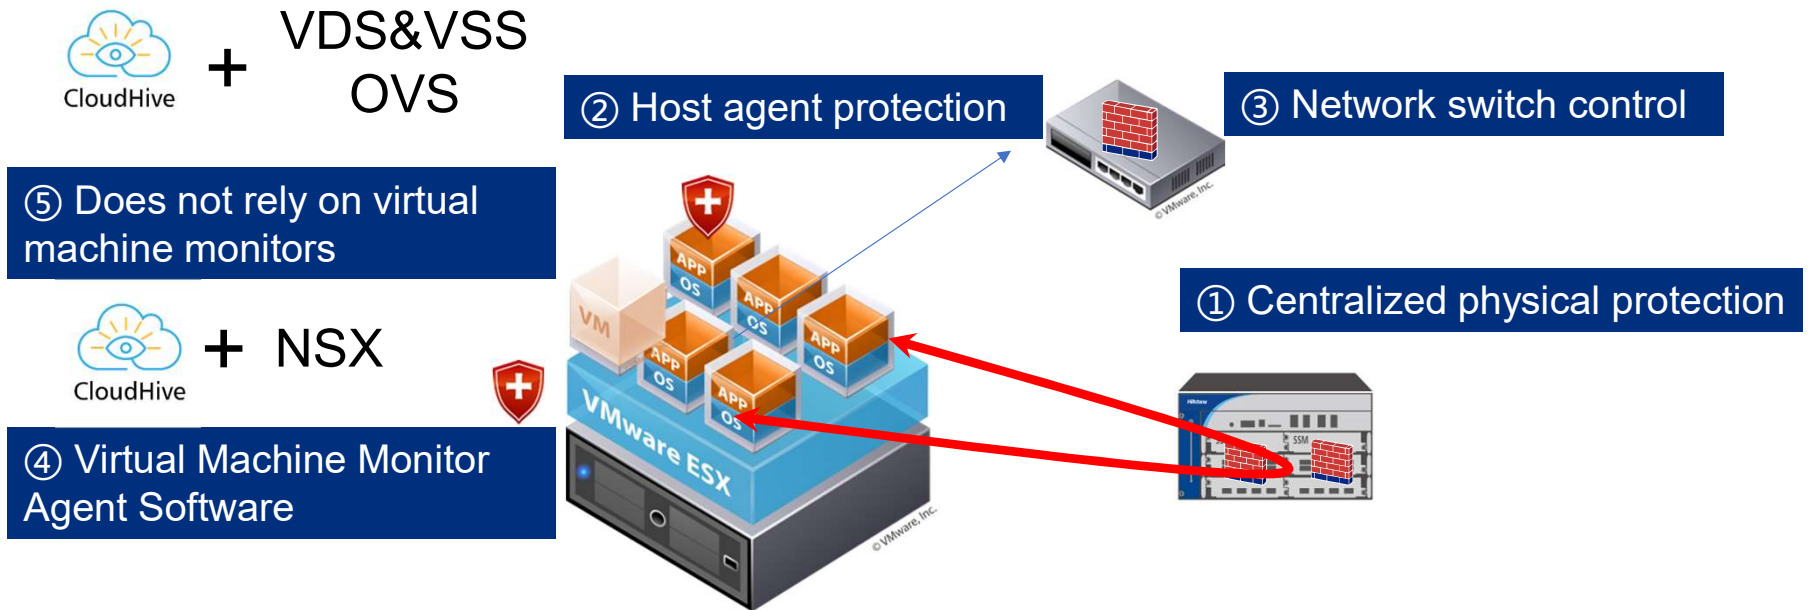 VDS&VSS
OVS
CloudHive
+
② Host agent protection
③ Network switch control
© VMware, Inc.
⑤ Does not rely on virtual
machine monitors
① Centralized physical protection
CloudHive
+ NSX
④ Virtual Machine Monitor
Agent Software
APP
OS
APP
OS
VM
APP
OS
APP
OS
APP
OS
VMware ESX
© VMware, Inc.
Hillstone
SSM